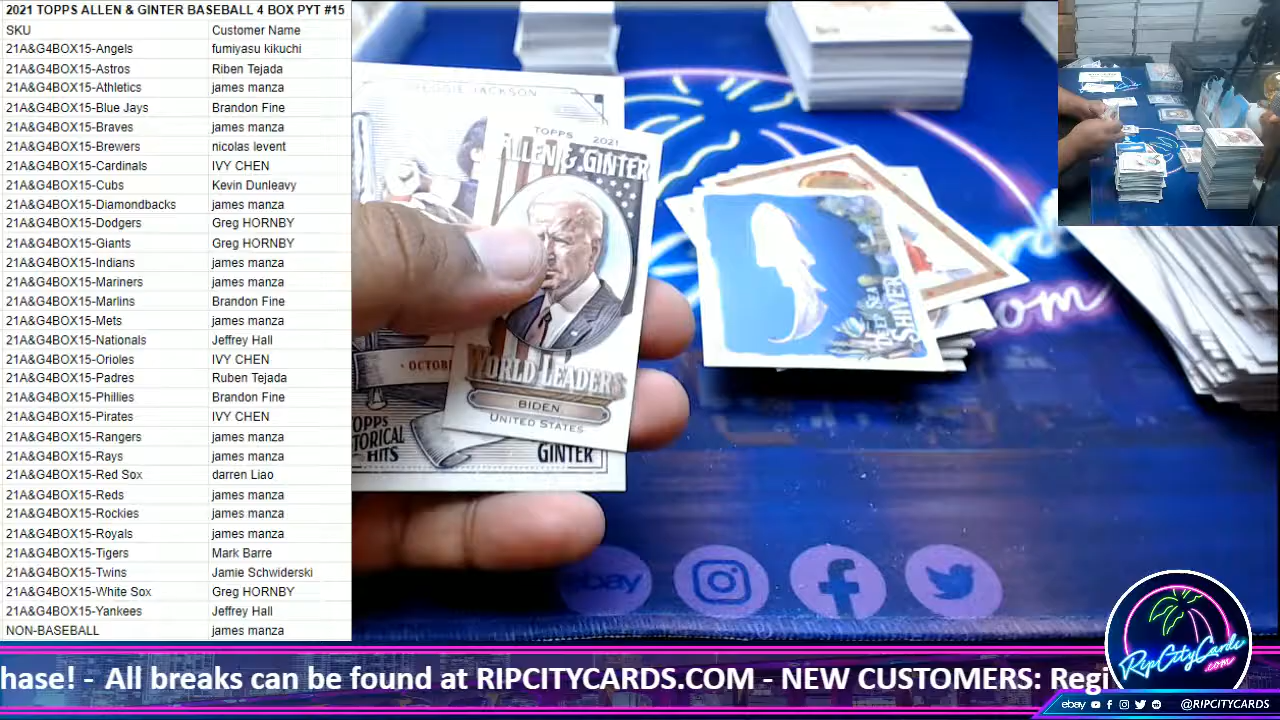 2021 TOPPS ALLEN & GINTER BASEBALL 4 BOX PYT #15
SKU Customer Name
21A&G4BOX15-Angels fumiyasu kikuchi
21A&G4BOX15-Astros Riben Tejada
21A&G4BOX15-Athletics james manza
21A&G4BOX15-Blue Jays Brandon Fine
21A&G4BOX15-Braves james manza
21A&G4BOX15-Brewers nicolas levent
21A&G4BOX15-Cardinals IVY CHEN
21A&G4BOX15-Cubs Kevin Dunleavy
21A&G4BOX15-Diamondbacks james manza
21A&G4BOX15-Dodgers Greg HORNBY
21A&G4BOX15-Giants Greg HORNBY
21A&G4BOX15-Indians james manza
21A&G4BOX15-Mariners james manza
21A&G4BOX15-Marlins Brandon Fine
21A&G4BOX15-Mets james manza
21A&G4BOX15-Nationals Jeffrey Hall
21A&G4BOX15-Orioles IVY CHEN
21A&G4BOX15-Padres Ruben Tejada
21A&G4BOX15-Phillies Brandon Fine
21A&G4BOX15-Pirates IVY CHEN
21A&G4BOX15-Rangers james manza
21A&G4BOX15-Rays james manza
21A&G4BOX15-Red Sox darren Liao
21A&G4BOX15-Reds james manza
21A&G4BOX15-Rockies james manza
21A&G4BOX15-Royals james manza
21A&G4BOX15-Tigers Mark Barre
21A&G4BOX15-Twins Jamie Schwiderski
21A&G4BOX15-White Sox Greg HORNBY
21A&G4BOX15-Yankees Jeffrey Hall
NON-BASEBALL james manza
JACKSON
TOPPS 2021
ALLEN & GINTER
WORLD LEADERS
BIDEN
UNITED STATES
OCTOB
TOPPS
TORICAL
HITS
GINTER
DEEP SEA
SHIVER
om
ebay
hase! - All breaks can be found at RIPCITYCARDS.COM - NEW CUSTOMERS: Regi
RipCityCards
.com
ebay @RIPCITYCARDS